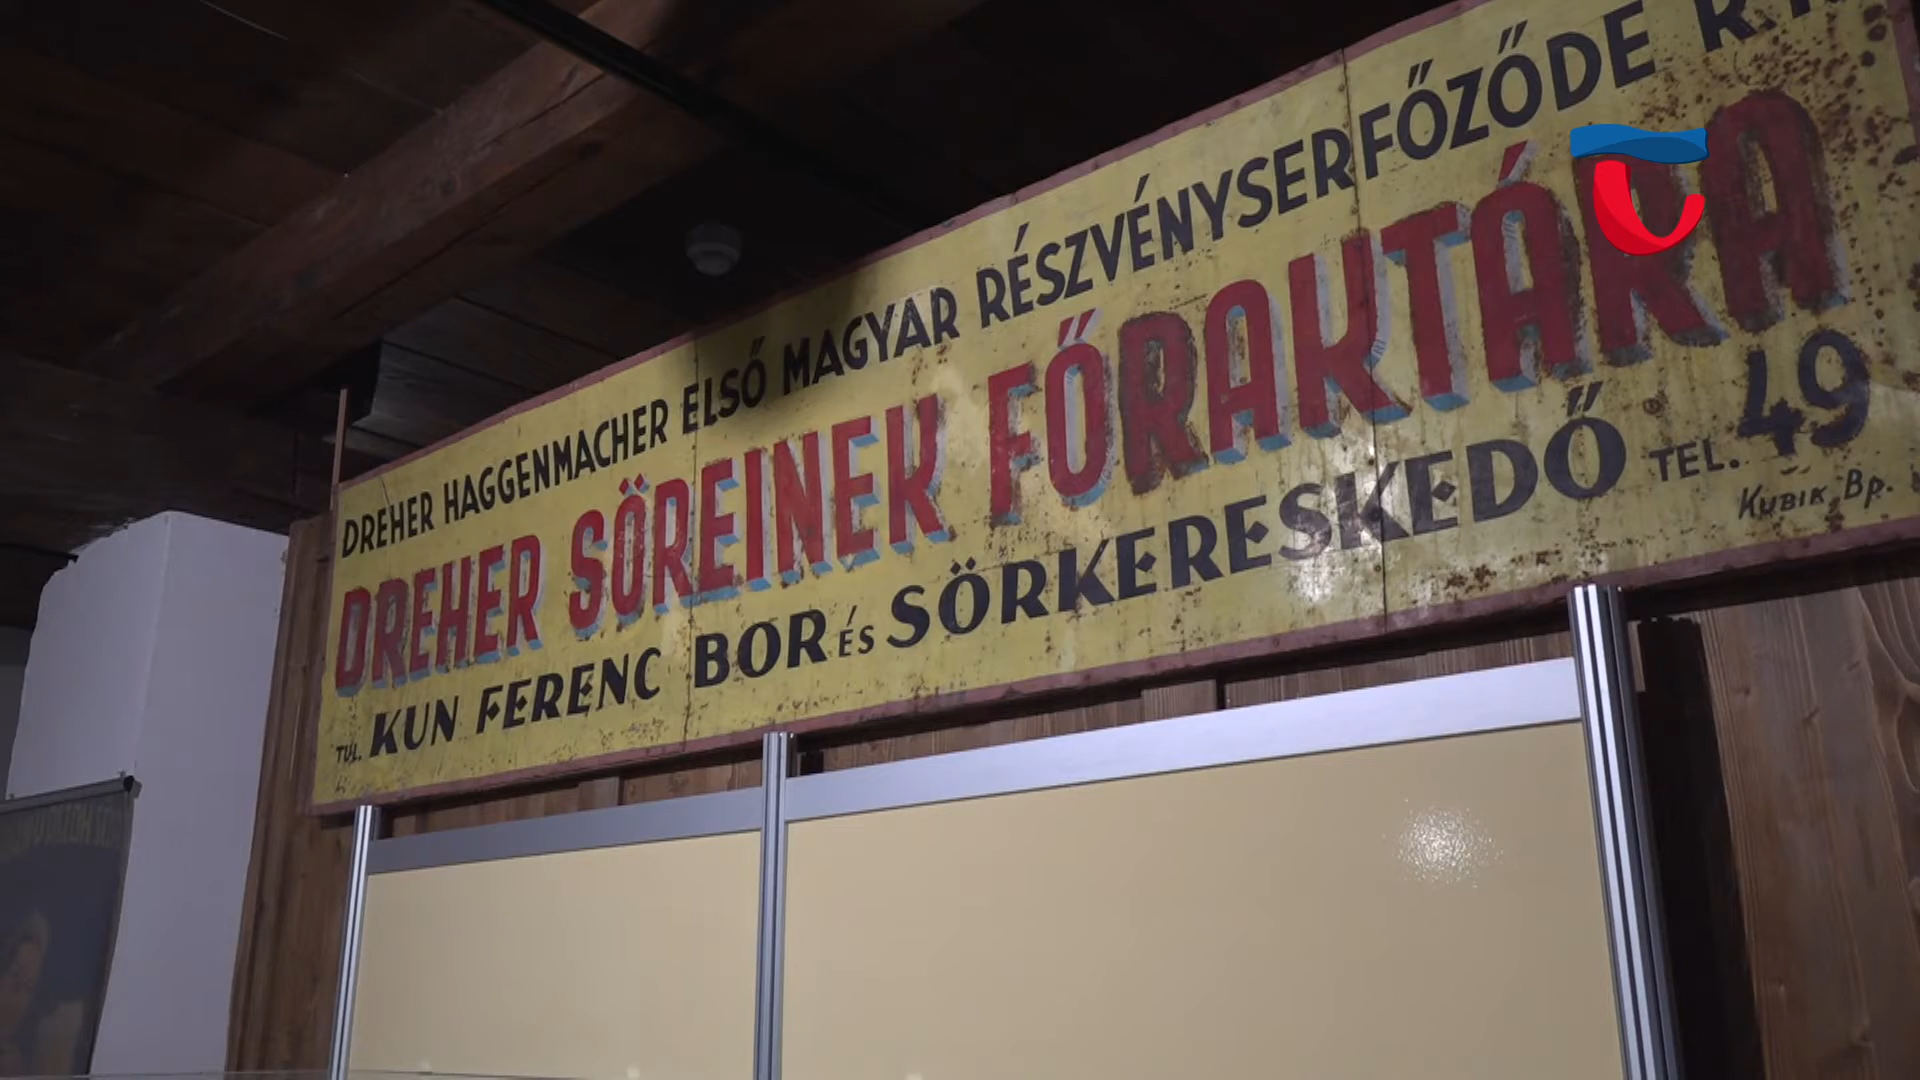 DREHER HAGGENMACHER ELSŐ MAGYAR RÉSZVÉNYSERFŐZŐDE
DREHER SÖREINEK FŐRAKTÁRA
TUL. KUN FERENC BOR ÉS SÖRKERESKEDŐ TEL. 49
KUBIK, BP.